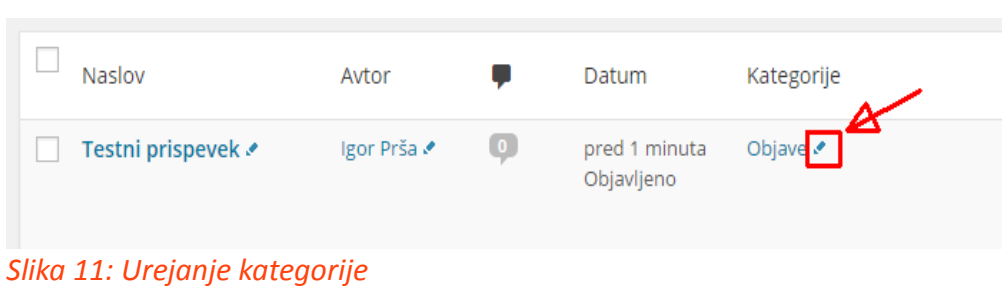 Naslov Avtor Datum Kategorije
Testni prispevek Igor Prša 0 pred 1 minuta Objave
Objavljeno
Slika 11: Urejanje kategorije